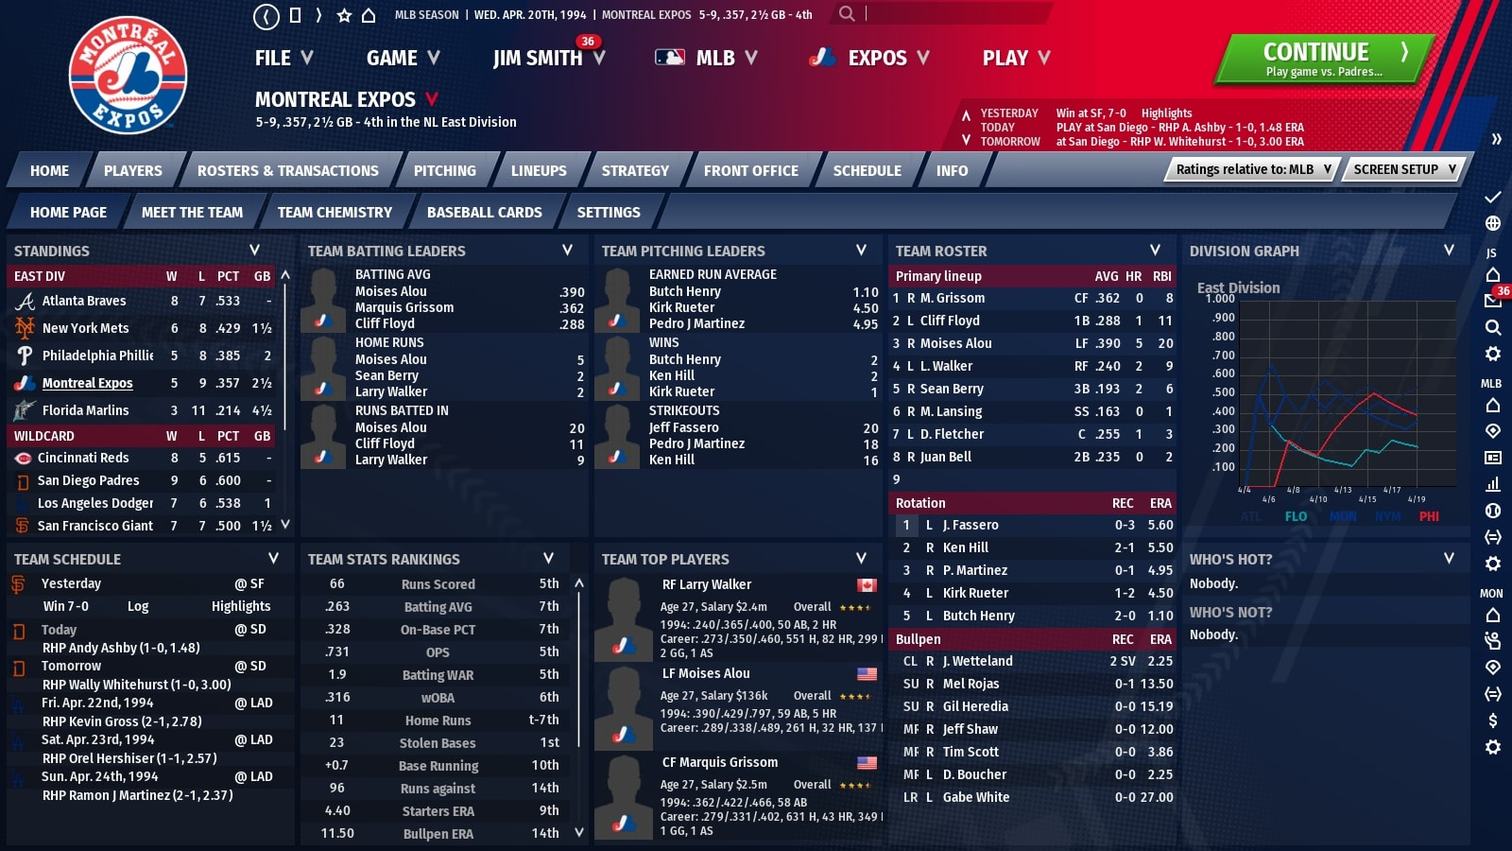 MLB SEASON | WED. APR. 20TH, 1994 | MONTREAL EXPOS 5-9, .357, 2½ GB - 4th
MONTRÉAL
EXPOS
FILE GAME JIM SMITH 36 MLB EXPOS PLAY
CONTINUE
Play game vs. Padres...
MONTREAL EXPOS
5-9, .357, 2½ GB - 4th in the NL East Division
YESTERDAY Win at SF, 7-0 Highlights
TODAY PLAY at San Diego - RHP A. Ashby - 1-0, 1.48 ERA
TOMORROW at San Diego - RHP W. Whitehurst - 1-0, 3.00 ERA
HOME PLAYERS ROSTERS & TRANSACTIONS PITCHING LINEUPS STRATEGY FRONT OFFICE SCHEDULE INFO
Ratings relative to: MLB SCREEN SETUP
HOME PAGE MEET THE TEAM TEAM CHEMISTRY BASEBALL CARDS SETTINGS
STANDINGS
EAST DIV W L PCT GB
Atlanta Braves 8 7 .533 -
New York Mets 6 8 .429 1½
Philadelphia Phillie 5 8 .385 2
Montreal Expos 5 9 .357 2½
Florida Marlins 3 11 .214 4½
WILDCARD W L PCT GB
Cincinnati Reds 8 5 .615 -
San Diego Padres 9 6 .600 -
Los Angeles Dodger 7 6 .538 1
San Francisco Giant 7 7 .500 1½
TEAM BATTING LEADERS
BATTING AVG
Moises Alou .390
Marquis Grissom .362
Cliff Floyd .288
HOME RUNS
Moises Alou 5
Sean Berry 2
Larry Walker 2
RUNS BATTED IN
Moises Alou 20
Cliff Floyd 11
Larry Walker 9
TEAM PITCHING LEADERS
EARNED RUN AVERAGE
Butch Henry 1.10
Kirk Rueter 4.50
Pedro J Martinez 4.95
WINS
Butch Henry 2
Ken Hill 2
Kirk Rueter 1
STRIKEOUTS
Jeff Fassero 20
Pedro J Martinez 18
Ken Hill 16
TEAM ROSTER
Primary lineup AVG HR RBI
1 R M. Grissom CF .362 0 8
2 L Cliff Floyd 1B .288 1 11
3 R Moises Alou LF .390 5 20
4 L L. Walker RF .240 2 9
5 R Sean Berry 3B .193 2 6
6 R M. Lansing SS .163 0 1
7 L D. Fletcher C .255 1 3
8 R Juan Bell 2B .235 0 2
9
Rotation REC ERA
1 L J. Fassero 0-3 5.60
2 R Ken Hill 2-1 5.50
3 R P. Martinez 0-1 4.95
4 L Kirk Rueter 1-2 4.50
5 L Butch Henry 2-0 1.10
Bullpen REC ERA
CL R J. Wetteland 2 SV 2.25
SU R Mel Rojas 0-1 13.50
SU R Gil Heredia 0-0 15.19
MR R Jeff Shaw 0-0 12.00
MR R Tim Scott 0-0 3.86
MR L D. Boucher 0-0 2.25
LR L Gabe White 0-0 27.00
DIVISION GRAPH
East Division
1.000
.900
.800
.700
.600
.500
.400
.300
.200
.100
4/4 4/6 4/8 4/10 4/13 4/15 4/17 4/19
ATL FLO MON NYM PHI
WHO'S HOT?
Nobody.
WHO'S NOT?
Nobody.
TEAM SCHEDULE
Yesterday @ SF
Win 7-0 Log Highlights
Today @ SD
RHP Andy Ashby (1-0, 1.48)
Tomorrow @ SD
RHP Wally Whitehurst (1-0, 3.00)
Fri. Apr. 22nd, 1994 @ LAD
RHP Kevin Gross (2-1, 2.78)
Sat. Apr. 23rd, 1994 @ LAD
RHP Orel Hershiser (1-1, 2.57)
Sun. Apr. 24th, 1994 @ LAD
RHP Ramon J Martinez (2-1, 2.37)
TEAM STATS RANKINGS
66 Runs Scored 5th
.263 Batting AVG 7th
.328 On-Base PCT 7th
.731 OPS 5th
1.9 Batting WAR 5th
.316 wOBA 6th
11 Home Runs t-7th
23 Stolen Bases 1st
+0.7 Base Running 10th
96 Runs against 14th
4.40 Starters ERA 9th
11.50 Bullpen ERA 14th
TEAM TOP PLAYERS
RF Larry Walker
Age 27, Salary $2.4m Overall
1994: .240/.365/.400, 50 AB, 2 HR
Career: .273/.350/.460, 551 H, 82 HR, 299
2 GG, 1 AS
LF Moises Alou
Age 27, Salary $136k Overall
1994: .390/.429/.797, 59 AB, 5 HR
Career: .289/.338/.489, 261 H, 32 HR, 137
CF Marquis Grissom
Age 27, Salary $2.5m Overall
1994: .362/.422/.466, 58 AB
Career: .279/.331/.402, 631 H, 43 HR, 349
1 GG, 1 AS
JS
36
MLB
MON